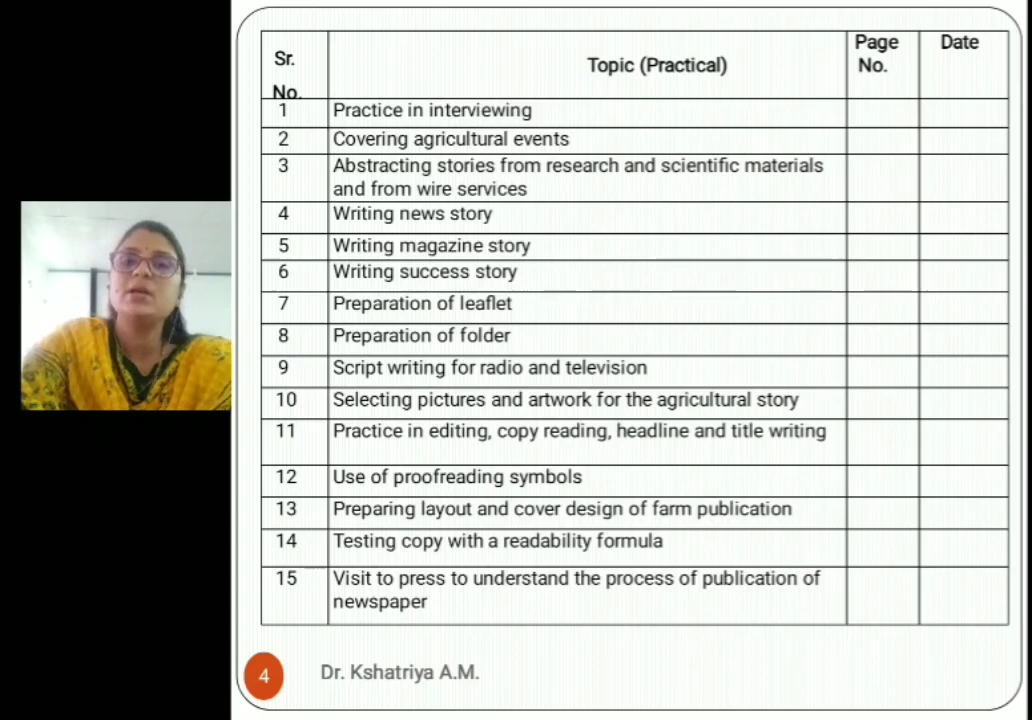 Sr. No. Topic (Practical) Page No. Date
1 Practice in interviewing
2 Covering agricultural events
3 Abstracting stories from research and scientific materials
and from wire services
4 Writing news story
5 Writing magazine story
6 Writing success story
7 Preparation of leaflet
8 Preparation of folder
9 Script writing for radio and television
10 Selecting pictures and artwork for the agricultural story
11 Practice in editing, copy reading, headline and title writing
12 Use of proofreading symbols
13 Preparing layout and cover design of farm publication
14 Testing copy with a readability formula
15 Visit to press to understand the process of publication of
newspaper
4 Dr. Kshatriya A.M.